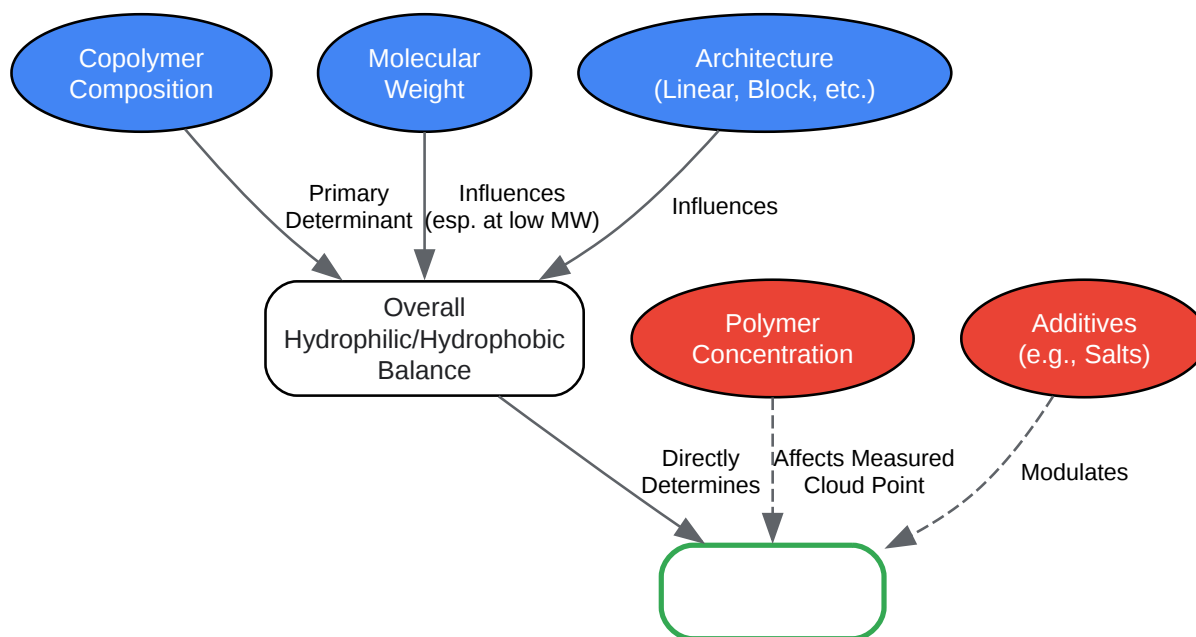 Copolymer
Composition
Molecular
Weight
Architecture
(Linear, Block, etc.)
Primary
Determinant
Influences
(esp. at low MW)
Influences
Overall
Hydrophilic/Hydrophobic
Balance
Polymer
Concentration
Additives
(e.g., Salts)
Directly
Determines
Affects Measured
Cloud Point
Modulates